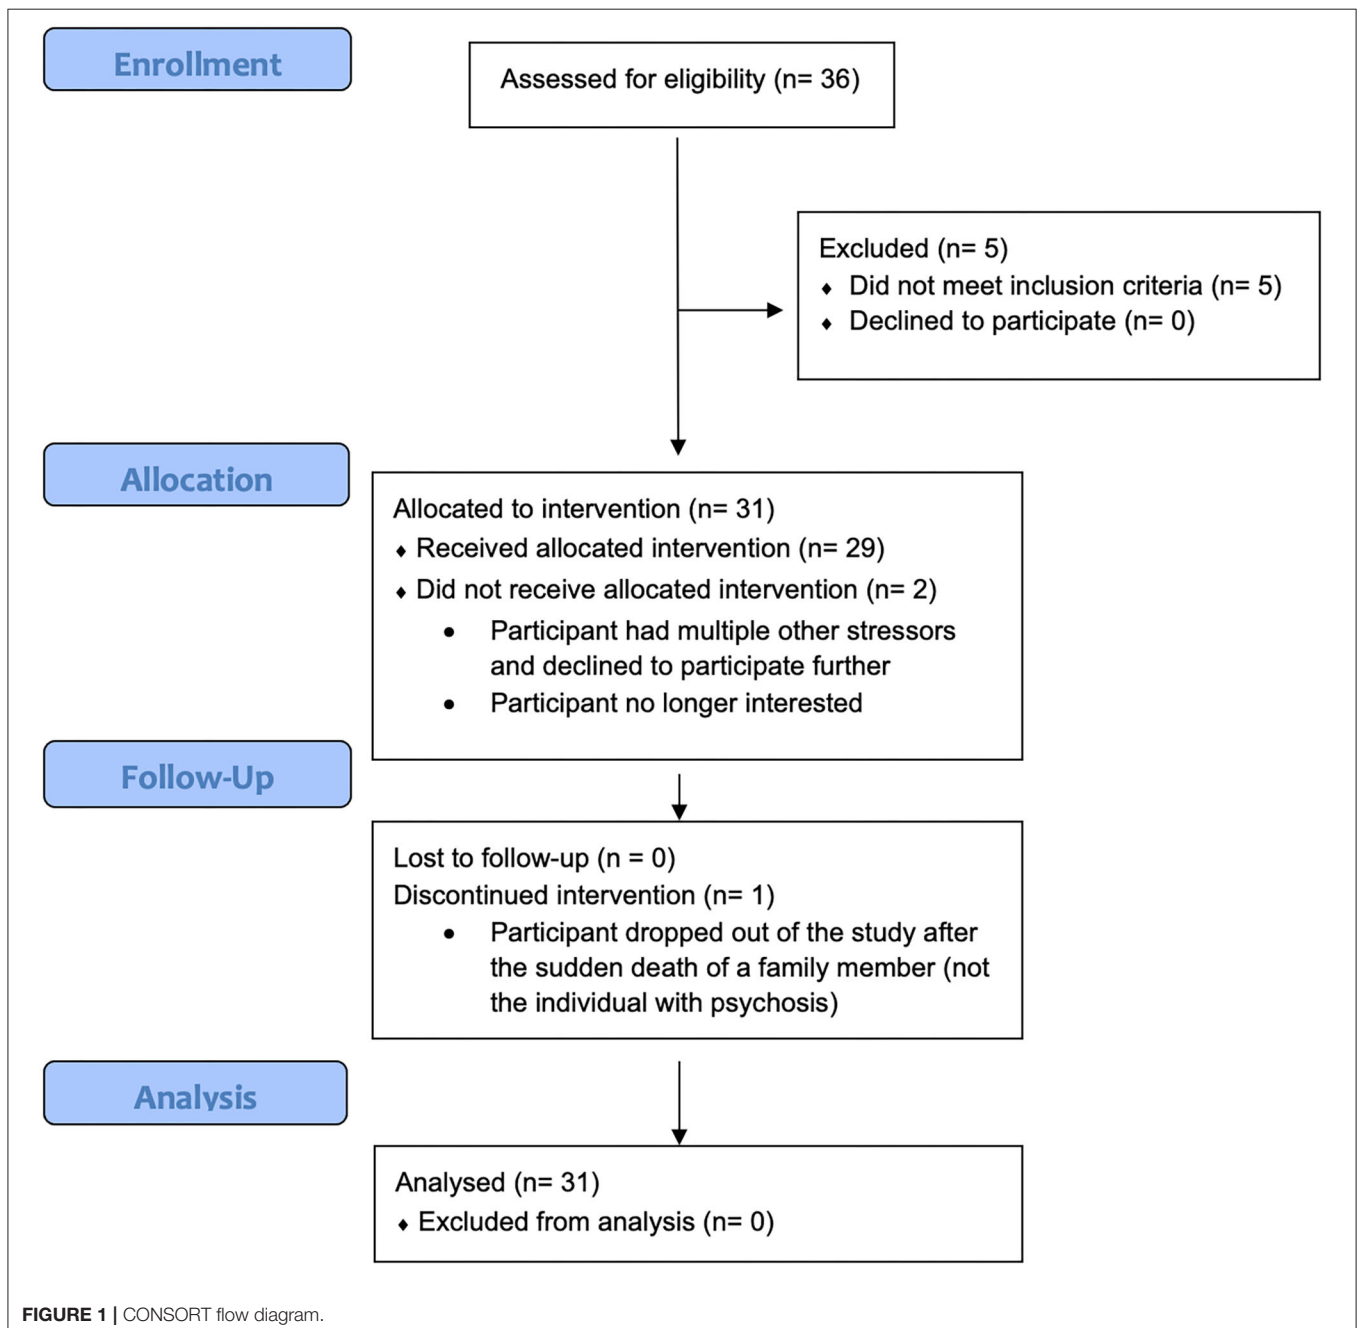 Enrollment
Assessed for eligibility (n= 36)
Excluded (n= 5)
♦ Did not meet inclusion criteria (n= 5)
♦ Declined to participate (n= 0)
Allocation
Allocated to intervention (n= 31)
♦ Received allocated intervention (n= 29)
♦ Did not receive allocated intervention (n= 2)
• Participant had multiple other stressors
and declined to participate further
• Participant no longer interested
Follow-Up
Lost to follow-up (n = 0)
Discontinued intervention (n= 1)
• Participant dropped out of the study after
the sudden death of a family member (not
the individual with psychosis)
Analysis
Analysed (n= 31)
♦ Excluded from analysis (n= 0)
FIGURE 1 | CONSORT flow diagram.